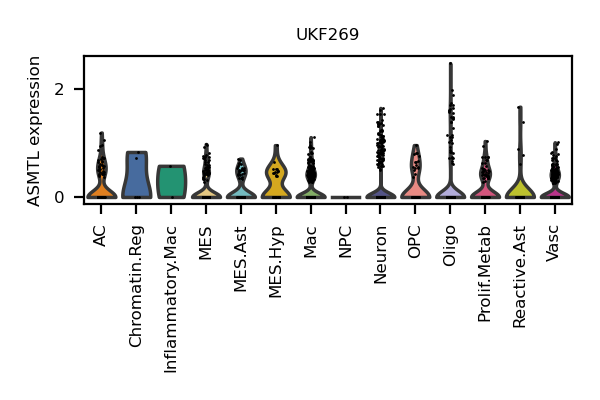 UKF269
ASMTL expression
2
0
AC
Chromatin.Reg
Inflammatory.Mac
MES
MES.Ast
MES.Hyp
Mac
NPC
Neuron
OPC
Oligo
Prolif.Metab
Reactive.Ast
Vasc